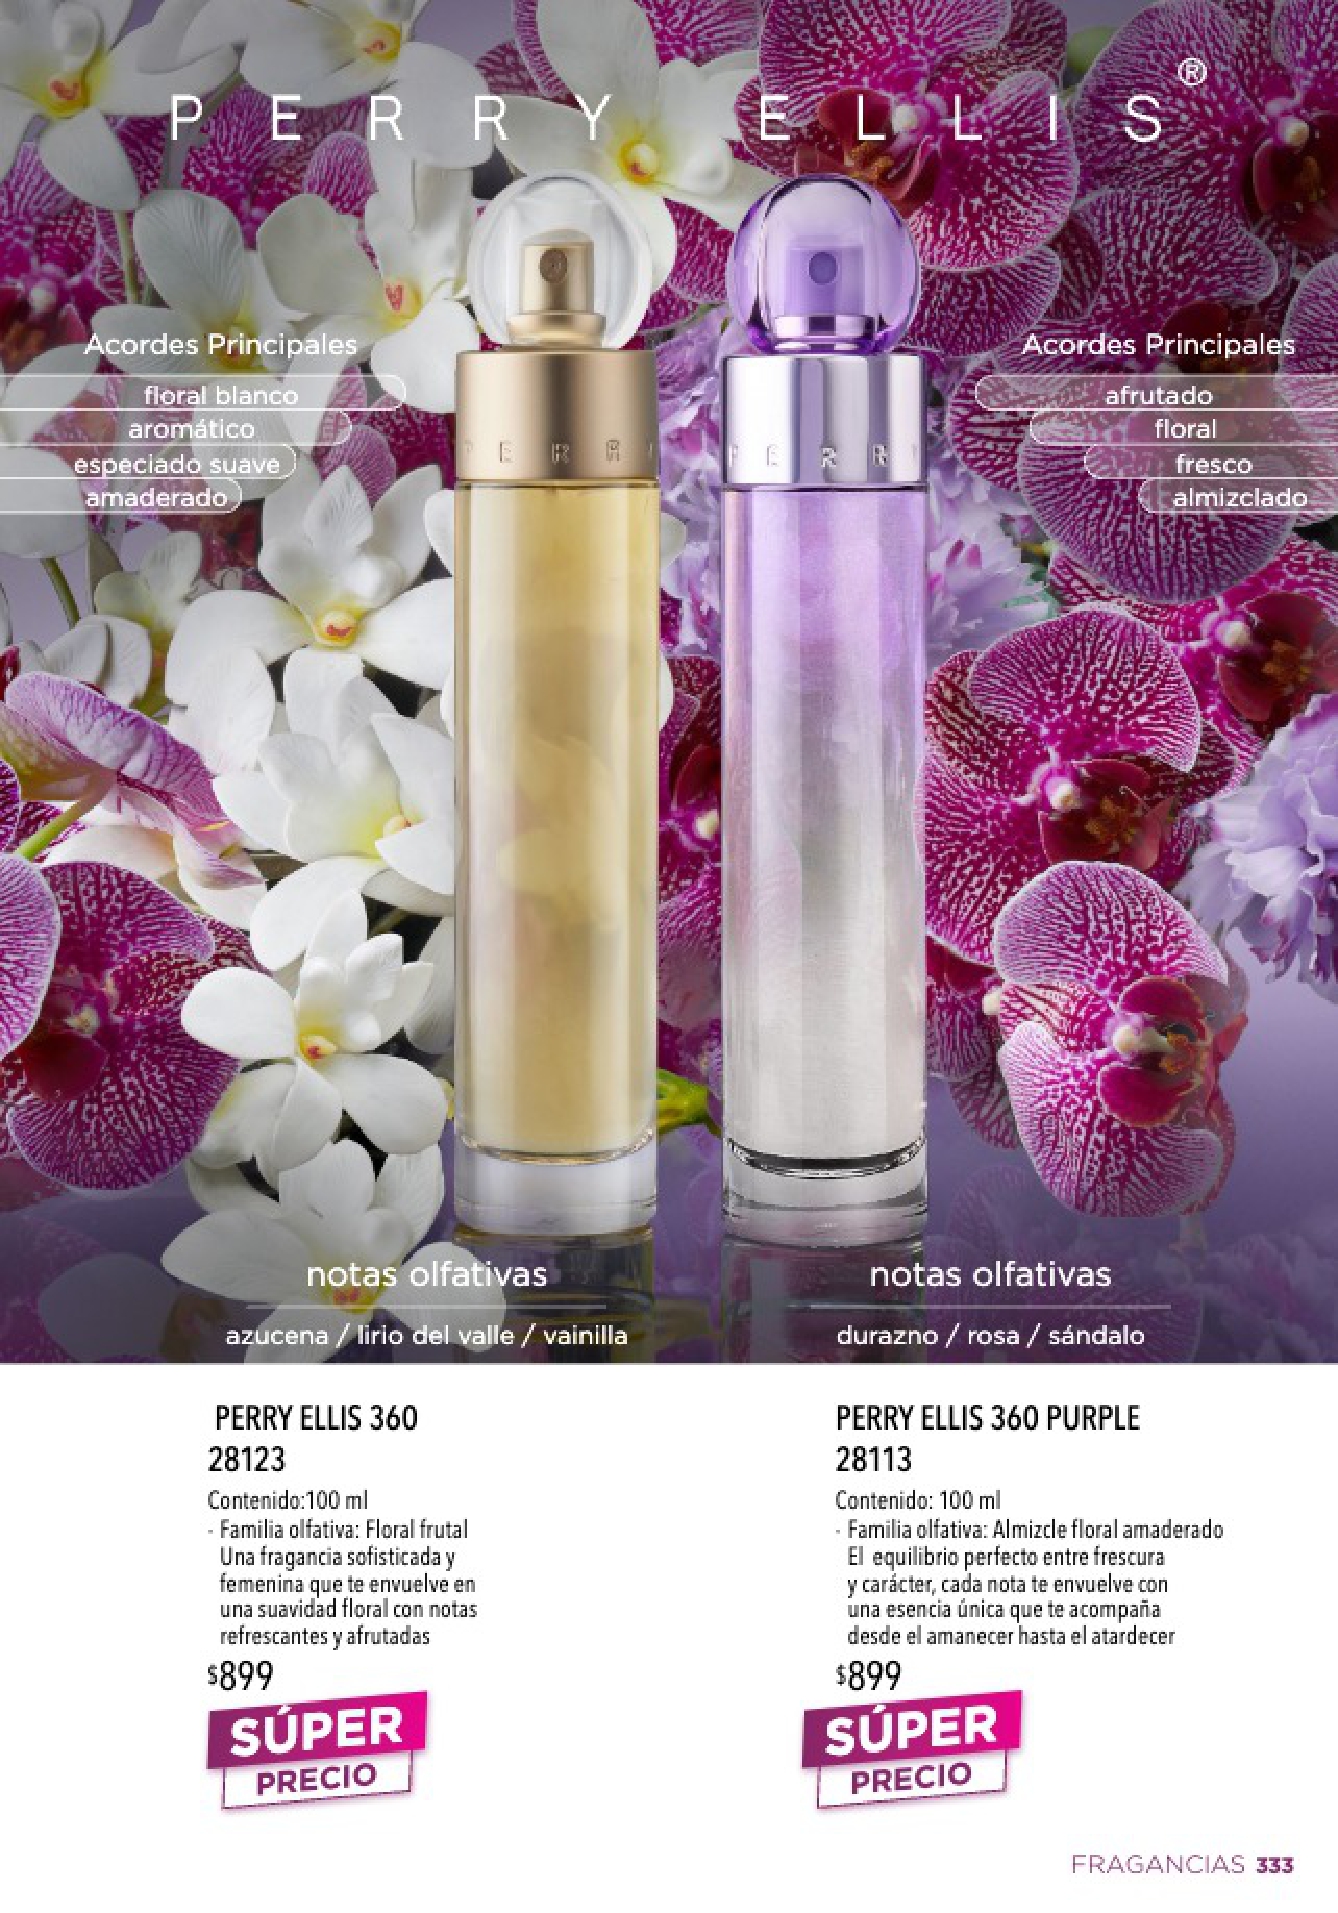 PERRY ELLIS®
Acordes Principales
floral blanco
aromático
especiado suave
amaderado
Acordes Principales
afrutado
floral
fresco
almizclado
PERRY
PERRY
notas olfativas
azucena / lirio del valle / vainilla
notas olfativas
durazno / rosa / sándalo
PERRY ELLIS 360
28123
Contenido:100 ml
- Familia olfativa: Floral frutal
Una fragancia sofisticada y
femenina que te envuelve en
una suavidad floral con notas
refrescantes y afrutadas
$899
SÚPER
PRECIO
PERRY ELLIS 360 PURPLE
28113
Contenido: 100 ml
- Familia olfativa: Almizcle floral amaderado
El equilibrio perfecto entre frescura
y carácter, cada nota te envuelve con
una esencia única que te acompaña
desde el amanecer hasta el atardecer
$899
SÚPER
PRECIO
FRAGANCIAS 333